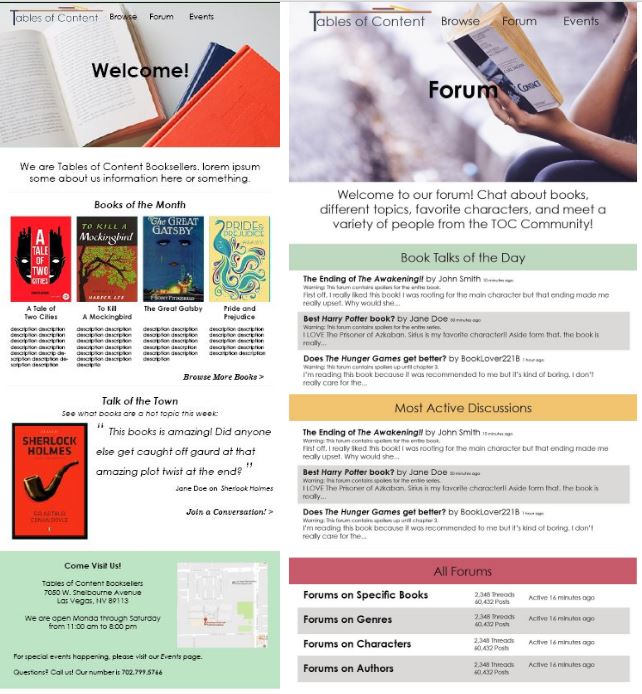 Tables of Content Browse Forum Events
Welcome!
We are Tables of Content Booksellers. lorem ipsum
some about us information here or something.
Books of the Month
A TALE OF TWO CITIES
TO KILL A Mockingbird
HARPER LEE
The GREAT GATSBY
PRIDE & PREJUDICE
A Tale of
Two Cities
To Kill
A Mockingbird
The Great Gatsby
Pride and
Prejudice
description description
description description
description description
description description
description descrip de-
scription description de-
scription description
description description
description description
description description
description description
description description
description description
description
description description
description description
description description
description description
description description
description description
description description
description description
description description
description description
description description
Browse More Books >
Talk of the Town
See what books are a hot topic this week:
SHERLOCK
HOLMES
" This books is amazing! Did anyone
else get caught off gaurd at that
amazing plot twist at the end? "
Jane Doe on Sherlock Holmes
Join a Conversation! >
Come Visit Us!
Tables of Content Booksellers
7050 W. Shelbourne Avenue
Las Vegas, NV 89113
We are open Monda through Saturday
from 11:00 am to 8:00 pm
For special events happening, please visit our Events page.
Questions? Call us! Our number is 702.799.5766
Tables of Content Browse Forum Events
Forum
Welcome to our forum! Chat about books,
different topics, favorite characters, and meet a
variety of people from the TOC Community!
Book Talks of the Day
The Ending of The Awakening!! by John Smith 10 minutes ago
Warning: This forum contains spoilers for the entire book.
First off, I really liked this book! I was rooting for the main character but that ending made me
really upset. Why would she...
Best Harry Potter book? by Jane Doe 30 minutes ago
Warning: This forum contains spoilers for the entire series.
I LOVE The Prisoner of Azkaban. Sirius is my favorite character!! Aside form that, the book is
really...
Does The Hunger Games get better? by BookLover221B 1 hour ago
Warning: This forum contains spoilers up until chapter 3.
I'm reading this book because it was recommended to me but it's kind of boring. I don't
really care for the...
Most Active Discussions
The Ending of The Awakening!! by John Smith 10 minutes ago
Warning: This forum contains spoilers for the entire book.
First off, I really liked this book! I was rooting for the main character but that ending made me
really upset. Why would she...
Best Harry Potter book? by Jane Doe 30 minutes ago
Warning: This forum contains spoilers for the entire series.
I LOVE The Prisoner of Azkaban. Sirius is my favorite character!! Aside form that, the book is
really...
Does The Hunger Games get better? by BookLover221B 1 hour ago
Warning: This forum contains spoilers up until chapter 3.
I'm reading this book because it was recommended to me but it's kind of boring. I don't
really care for the...
All Forums
Forums on Specific Books 2,348 Threads
60,432 Posts Active 16 minutes ago
Forums on Genres 2,348 Threads
60,432 Posts Active 16 minutes ago
Forums on Characters 2,348 Threads
60,432 Posts Active 16 minutes ago
Forums on Authors 2,348 Threads
60,432 Posts Active 16 minutes ago